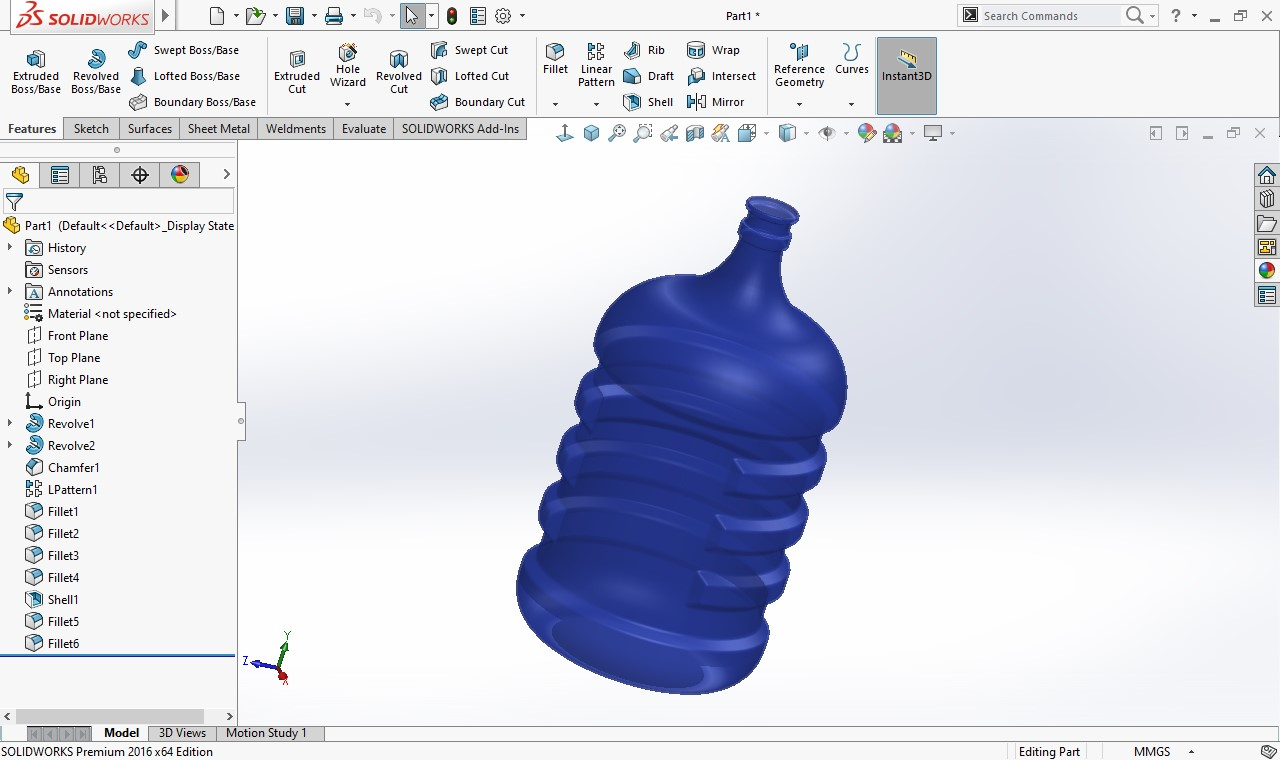 SOLIDWORKS
Part1 *
Search Commands
?
Extruded Boss/Base
Revolved Boss/Base
Swept Boss/Base
Lofted Boss/Base
Boundary Boss/Base
Extruded Cut
Hole Wizard
Revolved Cut
Swept Cut
Lofted Cut
Boundary Cut
Fillet
Linear Pattern
Rib
Draft
Shell
Wrap
Intersect
Mirror
Reference Geometry
Curves
Instant3D
Features
Sketch
Surfaces
Sheet Metal
Weldments
Evaluate
SOLIDWORKS Add-Ins
Part1 (Default<<Default>_Display State
History
Sensors
Annotations
Material <not specified>
Front Plane
Top Plane
Right Plane
Origin
Revolve1
Revolve2
Chamfer1
LPattern1
Fillet1
Fillet2
Fillet3
Fillet4
Shell1
Fillet5
Fillet6
Y
Z
X
Model
3D Views
Motion Study 1
SOLIDWORKS Premium 2016 x64 Edition
Editing Part
MMGS